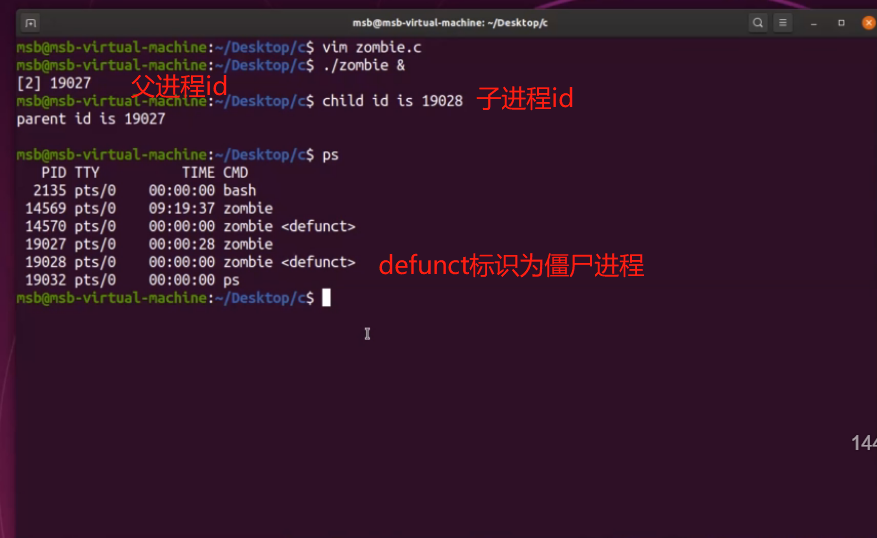 msb@msb-virtual-machine: ~/Desktop/c
msb@msb-virtual-machine:~/Desktop/c$ vim zombie.c
msb@msb-virtual-machine:~/Desktop/c$ ./zombie &
[2] 19027
父进程id
msb@msb-virtual-machine:~/Desktop/c$ child id is 19028 子进程id
parent id is 19027
msb@msb-virtual-machine:~/Desktop/c$ ps
PID TTY TIME CMD
2135 pts/0 00:00:00 bash
14569 pts/0 09:19:37 zombie
14570 pts/0 00:00:00 zombie <defunct>
19027 pts/0 00:00:28 zombie
19028 pts/0 00:00:00 zombie <defunct> defunct标识为僵尸进程
19032 pts/0 00:00:00 ps
msb@msb-virtual-machine:~/Desktop/c$
144